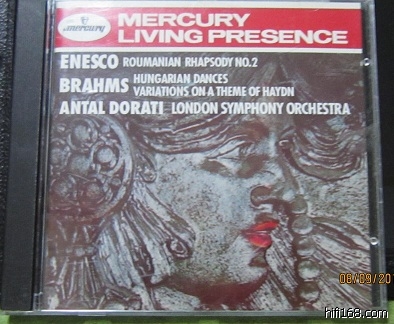 mercury
MERCURY
LIVING PRESENCE
ENESCO ROUMANIAN RHAPSODY NO.2
BRAHMS HUNGARIAN DANCES
VARIATIONS ON A THEME OF HAYDN
ANTAL DORATI LONDON SYMPHONY ORCHESTRA
hifi168.com